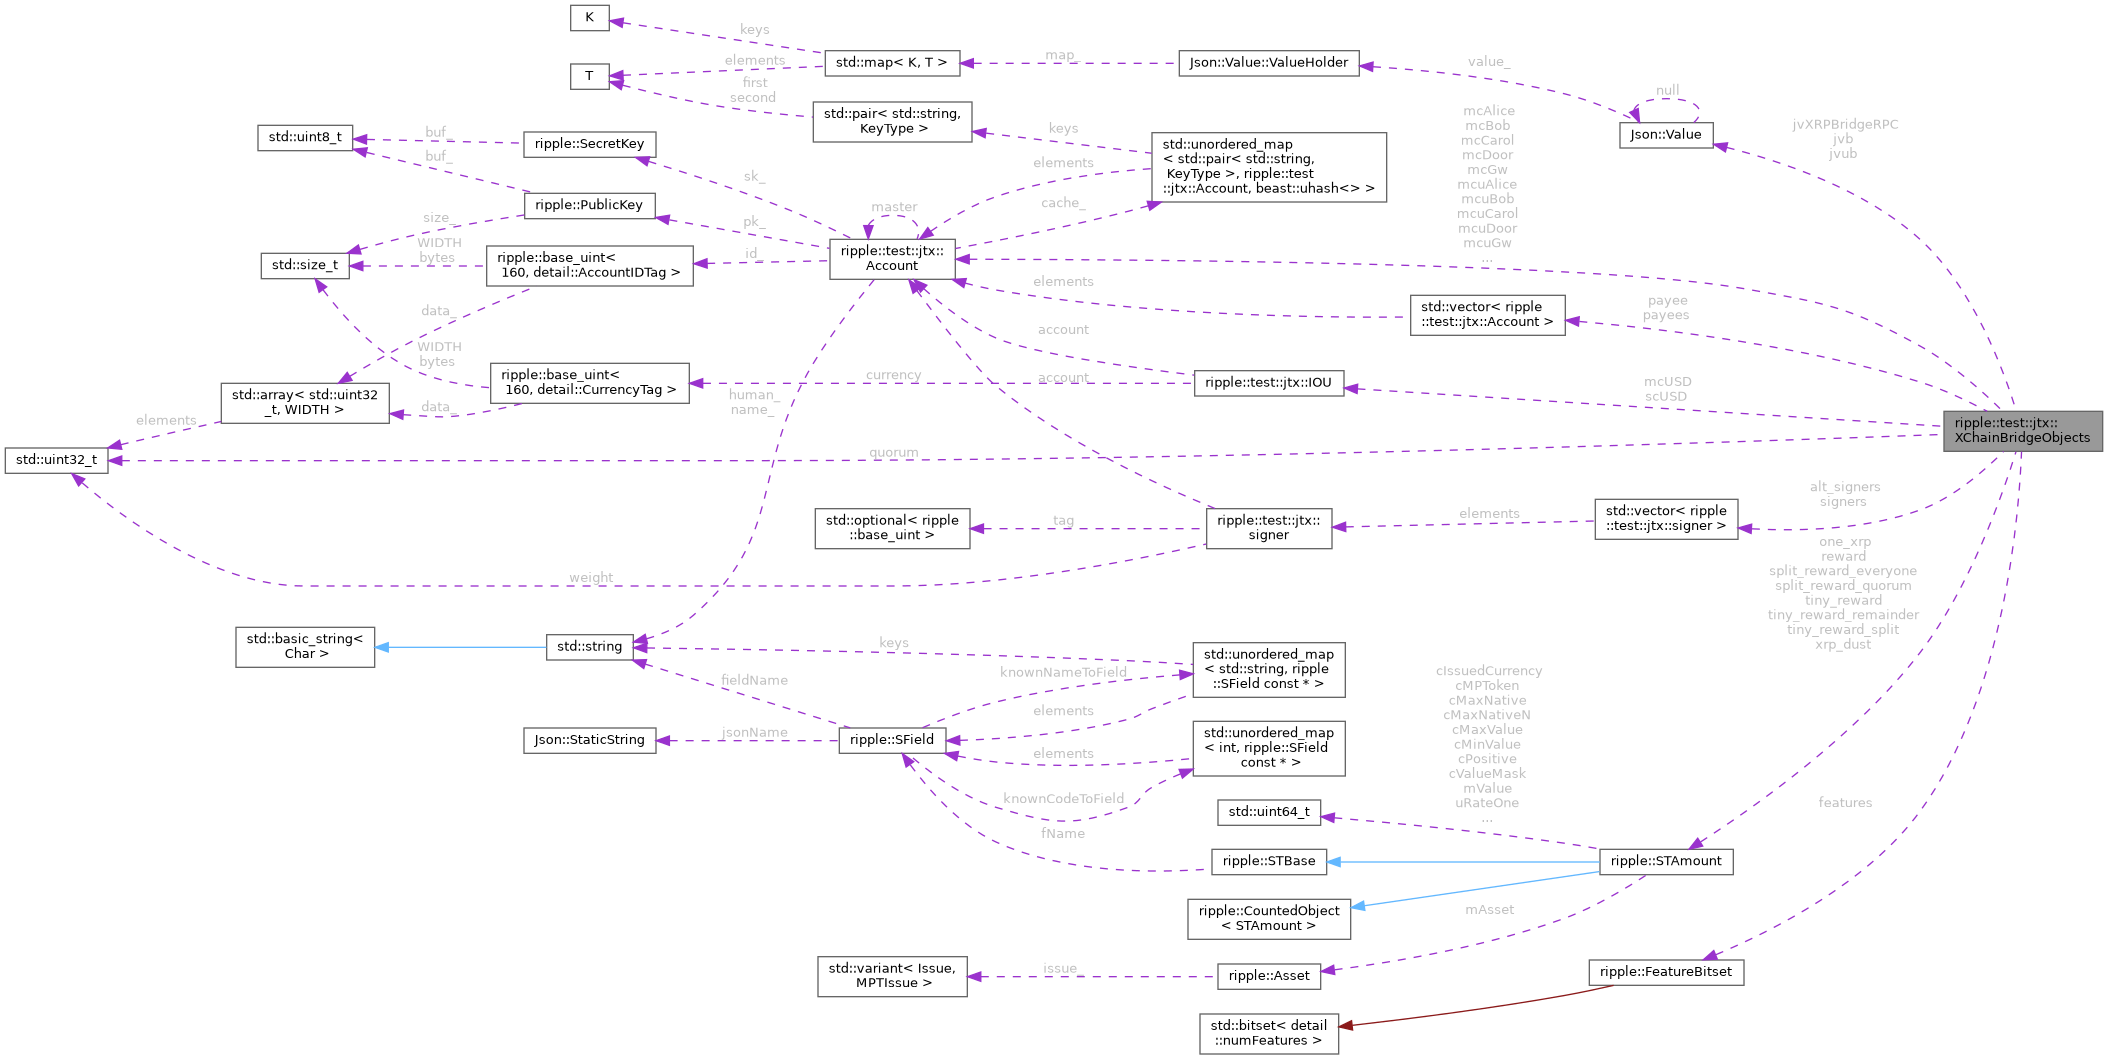 K
keys
std::map< K, T >
map_
Json::Value::ValueHolder
value_
elements
T
first
second
null
std::pair< std::string,
KeyType >
mcAlice
mcBob
mcCarol
mcDoor
mcGw
mcuAlice
mcuBob
mcuCarol
mcuDoor
mcuGw
...
Json::Value
jvXRPBridgeRPC
jvb
jvub
std::uint8_t
buf_
ripple::SecretKey
keys
std::unordered_map
< std::pair< std::string,
KeyType >, ripple::test
::jtx::Account, beast::uhash<> >
buf_
elements
sk_
ripple::PublicKey
cache_
master
size_
pk_
WIDTH
bytes
id_
std::size_t
ripple::base_uint<
160, detail::AccountIDTag >
ripple::test::jtx::
Account
elements
std::vector< ripple
::test::jtx::Account >
payee
payees
data_
account
WIDTH
bytes
ripple::base_uint<
160, detail::CurrencyTag >
currency
account
ripple::test::jtx::IOU
mcUSD
scUSD
std::array< std::uint32
_t, WIDTH >
data_
human_
name_
elements
ripple::test::jtx::
XChainBridgeObjects
std::uint32_t
quorum
alt_signers
signers
std::optional< ripple
::base_uint >
tag
ripple::test::jtx::
signer
elements
std::vector< ripple
::test::jtx::signer >
weight
one_xrp
reward
split_reward_everyone
split_reward_quorum
tiny_reward
tiny_reward_remainder
tiny_reward_split
xrp_dust
std::basic_string<
Char >
std::string
keys
std::unordered_map
< std::string, ripple
::SField const * >
fieldName
knownNameToField
elements
cIssuedCurrency
cMPToken
cMaxNative
cMaxNativeN
cMaxValue
cMinValue
cPositive
cValueMask
mValue
uRateOne
...
Json::StaticString
jsonName
ripple::SField
elements
std::unordered_map
< int, ripple::SField
const * >
knownCodeToField
std::uint64_t
features
fName
ripple::STBase
ripple::STAmount
ripple::CountedObject
< STAmount >
mAsset
std::variant< Issue,
MPTIssue >
issue_
ripple::Asset
ripple::FeatureBitset
std::bitset< detail
::numFeatures >